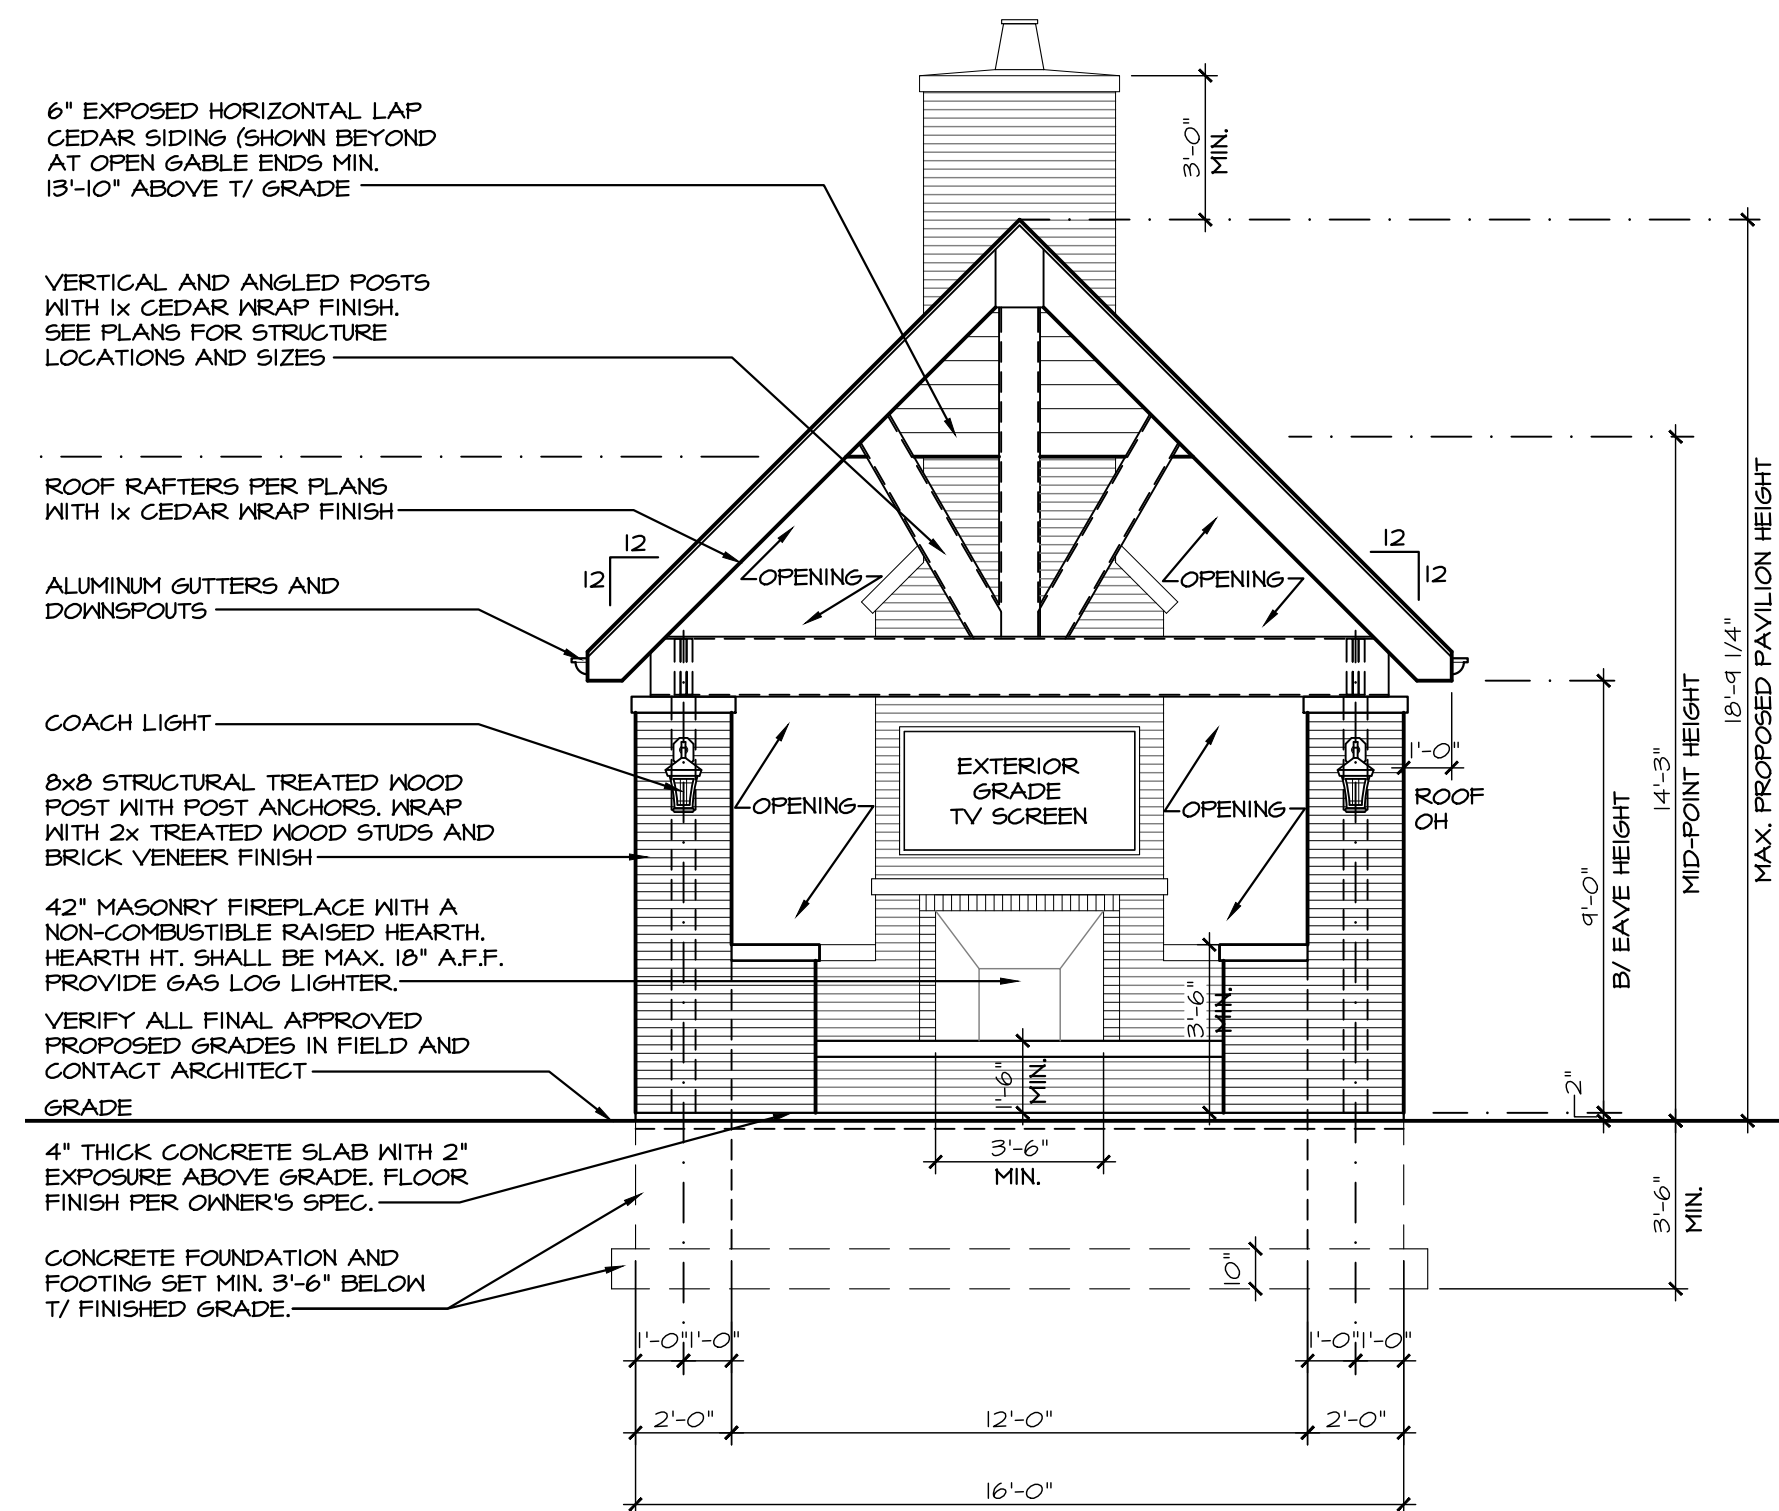 6" EXPOSED HORIZONTAL LAP
CEDAR SIDING (SHOWN BEYOND
AT OPEN GABLE ENDS MIN.
13'-10" ABOVE T/ GRADE
VERTICAL AND ANGLED POSTS
WITH 1x CEDAR WRAP FINISH.
SEE PLANS FOR STRUCTURE
LOCATIONS AND SIZES
ROOF RAFTERS PER PLANS
WITH 1x CEDAR WRAP FINISH
ALUMINUM GUTTERS AND
DOWNSPOUTS
COACH LIGHT
8x8 STRUCTURAL TREATED WOOD
POST WITH POST ANCHORS. WRAP
WITH 2x TREATED WOOD STUDS AND
BRICK VENEER FINISH
42" MASONRY FIREPLACE WITH A
NON-COMBUSTIBLE RAISED HEARTH.
HEARTH HT. SHALL BE MAX. 18" A.F.F.
PROVIDE GAS LOG LIGHTER.
VERIFY ALL FINAL APPROVED
PROPOSED GRADES IN FIELD AND
CONTACT ARCHITECT
GRADE
4" THICK CONCRETE SLAB WITH 2"
EXPOSURE ABOVE GRADE. FLOOR
FINISH PER OWNER'S SPEC.
CONCRETE FOUNDATION AND
FOOTING SET MIN. 3'-6" BELOW
T/ FINISHED GRADE.
3'-0"
MIN.
12
12
12
12
OPENING
OPENING
OPENING
OPENING
EXTERIOR
GRADE
TV SCREEN
1'-0"
ROOF
OH
3'-6"
MIN.
1'-6"
MIN.
3'-6"
MIN.
2"
9'-0"
B/ EAVE HEIGHT
14'-3"
MID-POINT HEIGHT
18'-9 1/4"
MAX. PROPOSED PAVILION HEIGHT
3'-6"
MIN.
10"
1'-0"
1'-0"
1'-0"
1'-0"
2'-0"
12'-0"
2'-0"
16'-0"